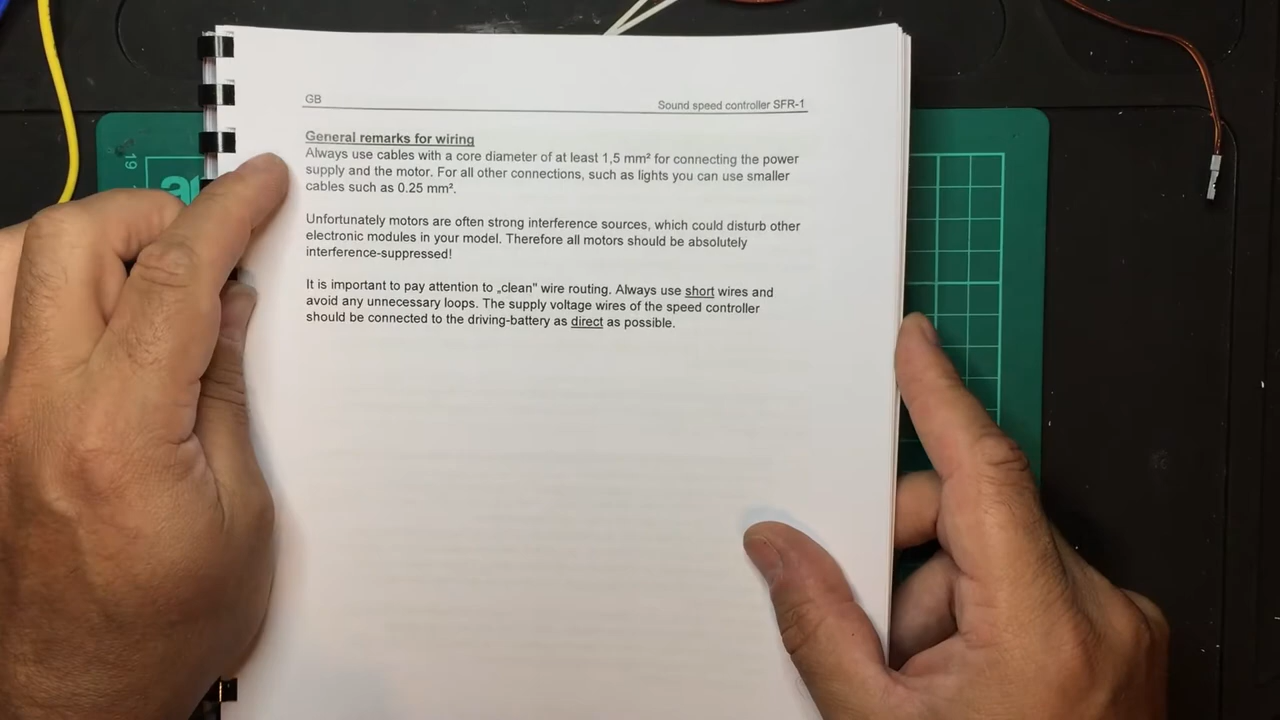 GB
Sound speed controller SFR-1
General remarks for wiring
Always use cables with a core diameter of at least 1,5 mm² for connecting the power
supply and the motor. For all other connections, such as lights you can use smaller
cables such as 0.25 mm².
Unfortunately motors are often strong interference sources, which could disturb other
electronic modules in your model. Therefore all motors should be absolutely
interference-suppressed!
It is important to pay attention to „clean" wire routing. Always use short wires and
avoid any unnecessary loops. The supply voltage wires of the speed controller
should be connected to the driving-battery as direct as possible.
19